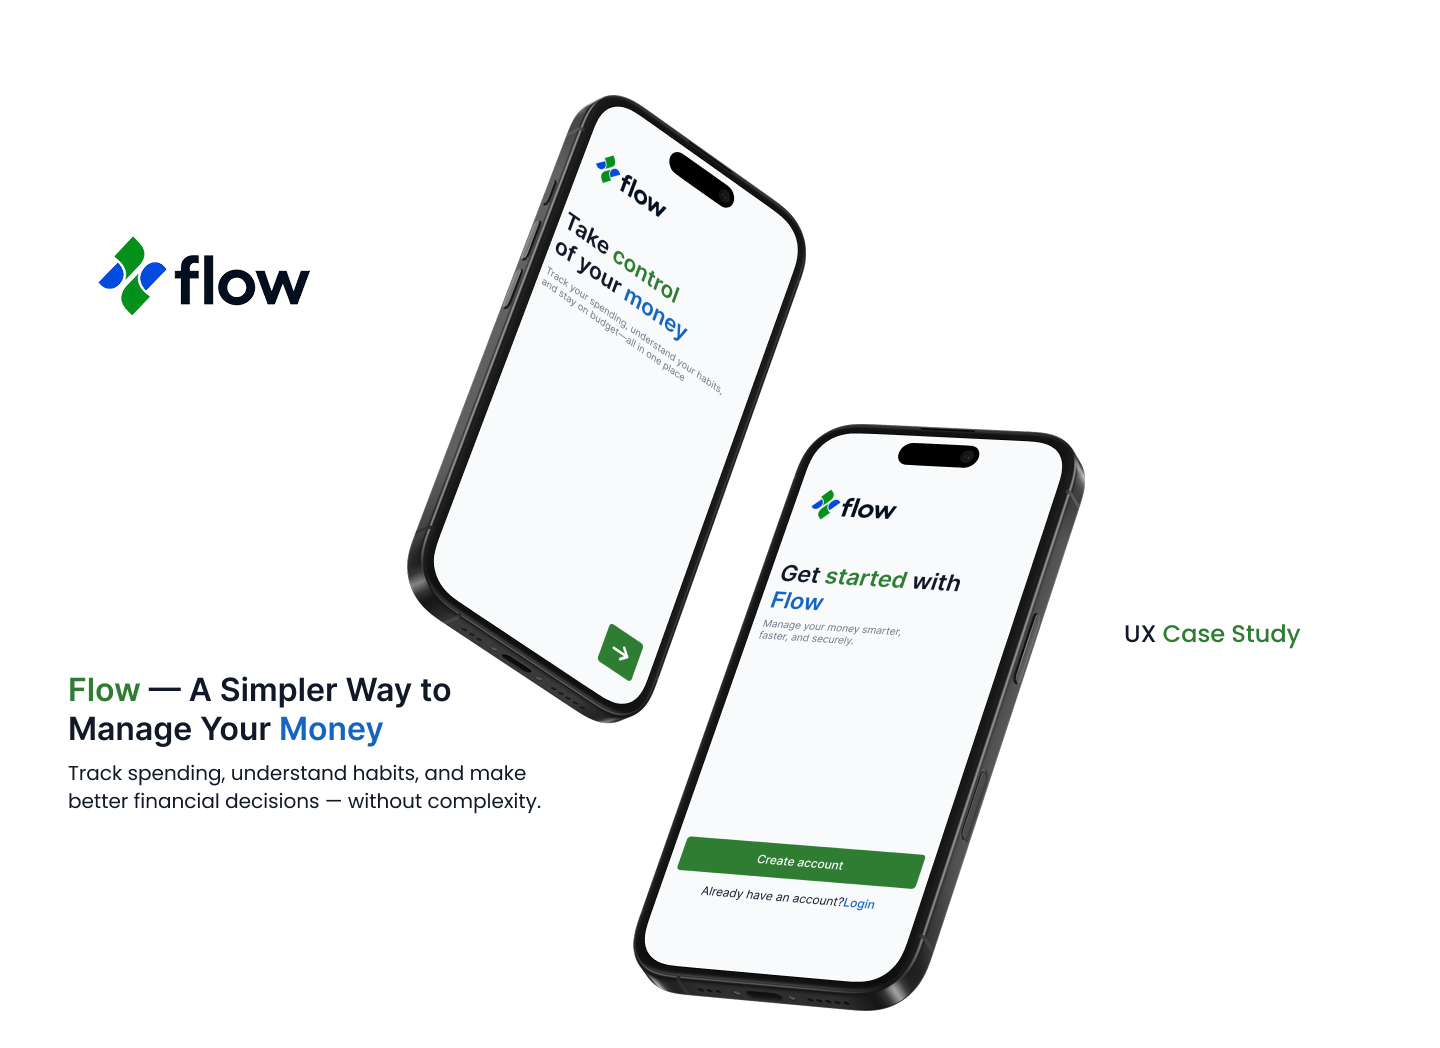 flow
Take control
of your money
Track your spending, understand your habits,
and stay on budget—all in one place
flow
flow
Get started with
Flow
Manage your money smarter,
faster, and securely.
Create account
Already have an account?Login
UX Case Study
Flow — A Simpler Way to
Manage Your Money
Track spending, understand habits, and make
better financial decisions — without complexity.